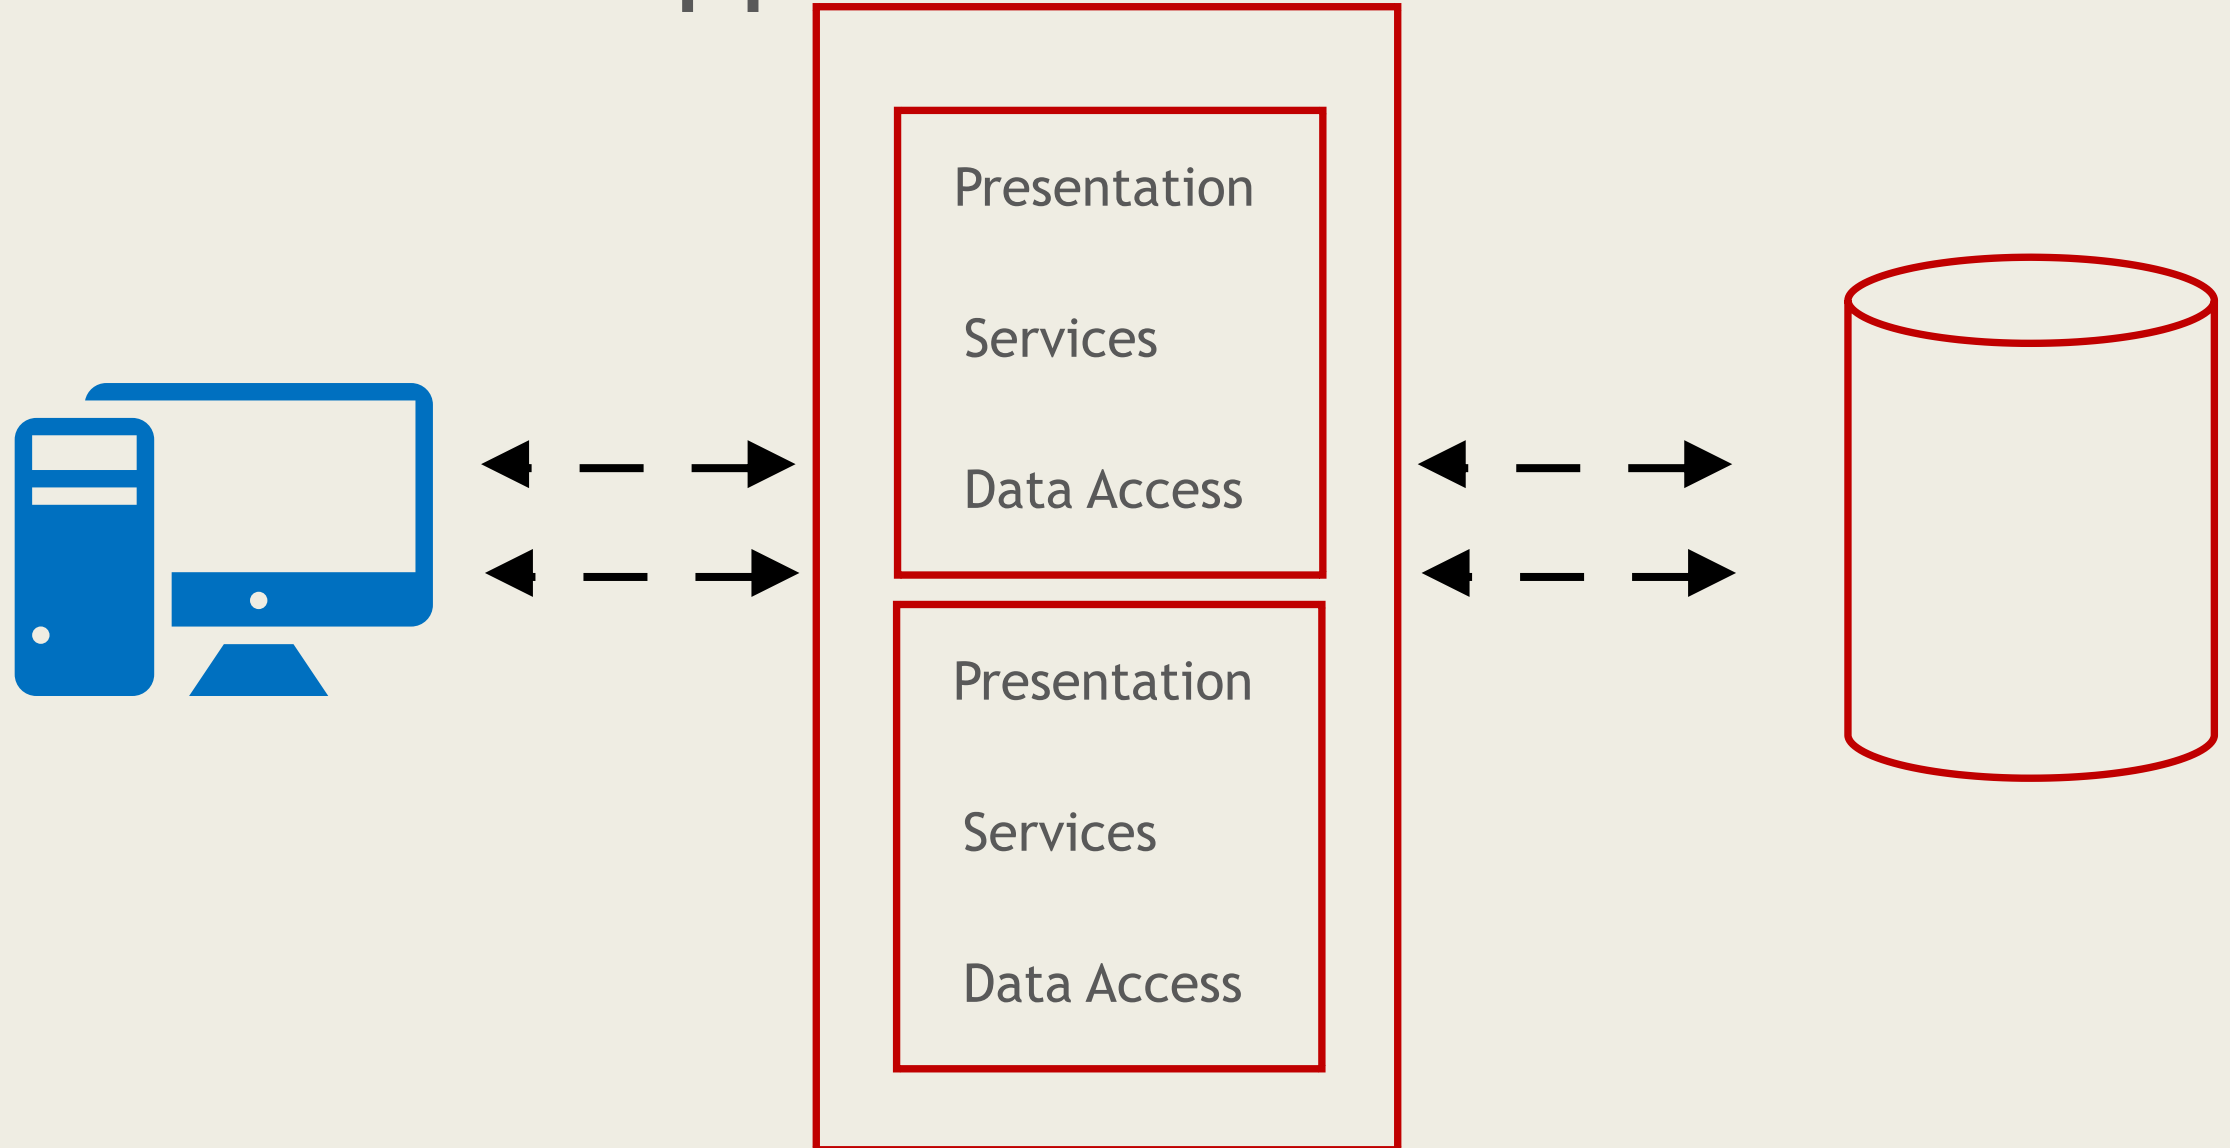 Presentation
Services
Data Access
Presentation
Services
Data Access